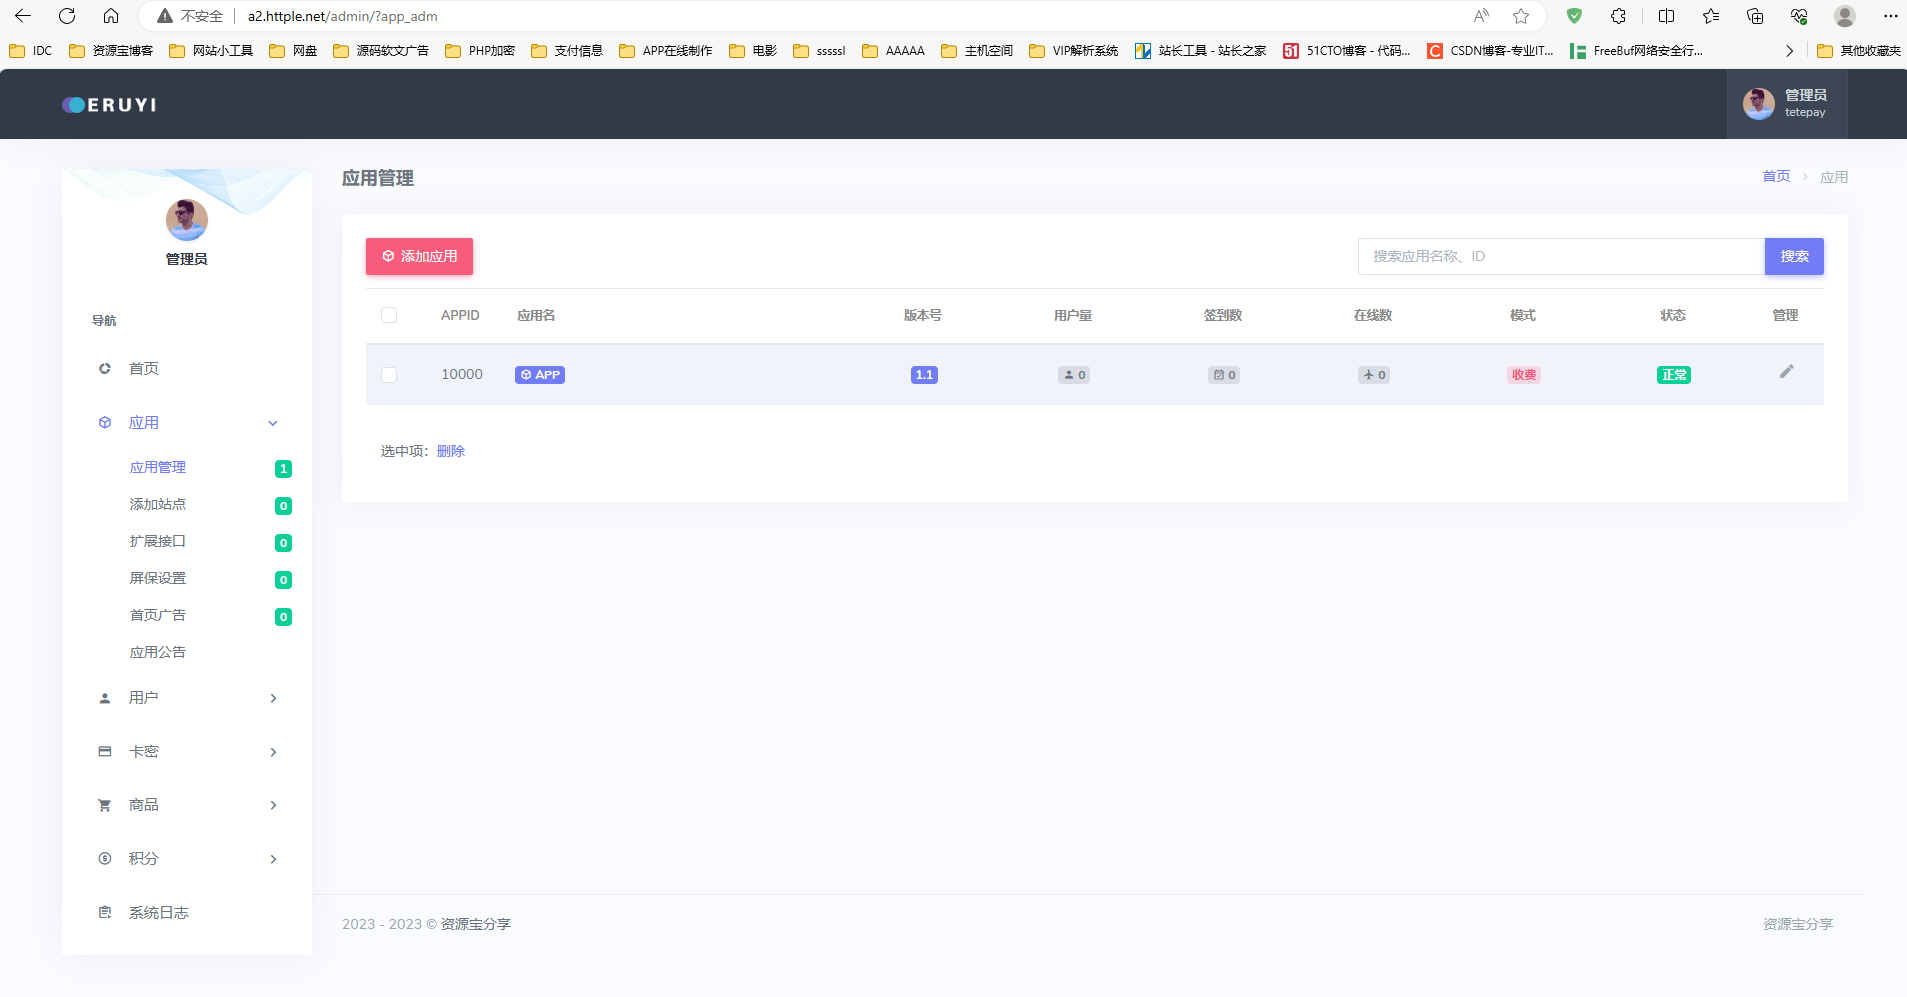 不安全 a2.httple.net/admin/?app_adm
IDC 资源宝博客 网站小工具 网盘 源码软文广告 PHP加密 支付信息 APP在线制作 电影 sssssl AAAAA 主机空间 VIP解析系统 站长工具 - 站长之家 51CTO博客 - 代码... CSDN博客-专业IT... FreeBuf网络安全行... 其他收藏夹
ERUYI
管理员
tetepay
管理员
导航
首页
应用
应用管理 1
添加站点 0
扩展接口 0
屏保设置 0
首页广告 0
应用公告
用户
卡密
商品
积分
系统日志
应用管理
首页 应用
添加应用
搜索应用名称、ID 搜索
APPID 应用名 版本号 用户量 签到数 在线数 模式 状态 管理
10000 APP 1.1 0 0 0 收费 正常
选中项：删除
2023 - 2023 © 资源宝分享
资源宝分享